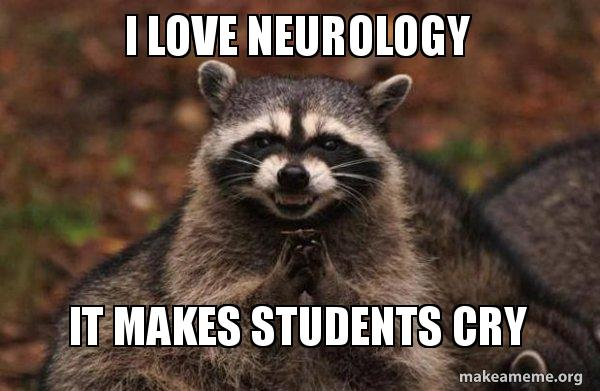 I LOVE NEUROLOGY
IT MAKES STUDENTS CRY
makeameme.org